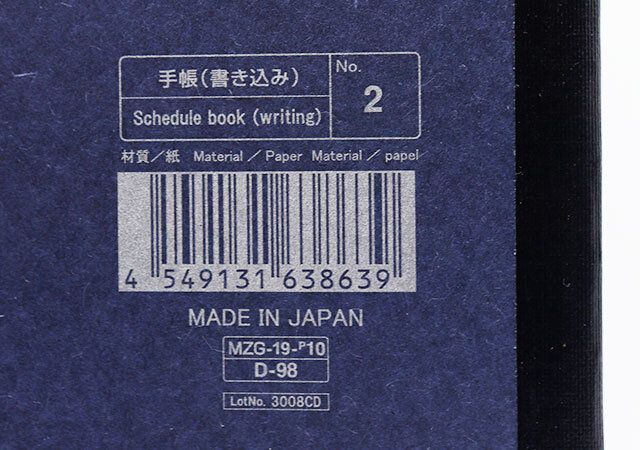 手帳(書き込み)
Schedule book (writing)
No.
2
材質／紙 Material ／ Paper Material ／ papel
4 549131 638639
MADE IN JAPAN
MZG-19-P10
D-98
LotNo. 3008CD